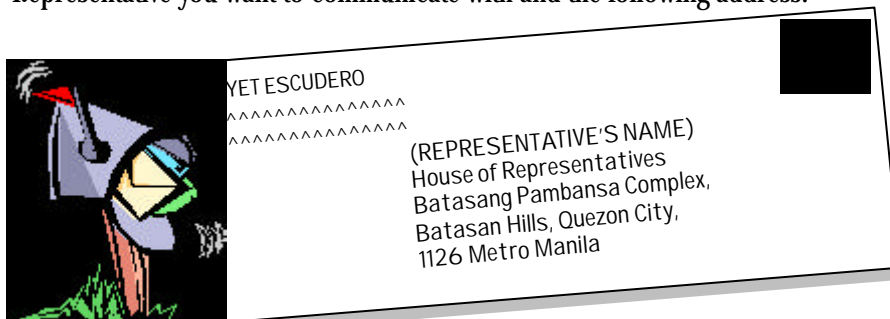 Representative you want to communicate with and the following address:
YET ESCUDERO
^^^^^^^^^^^^^^^
^^^^^^^^^^^^^^^
(REPRESENTATIVE'S NAME)
House of Representatives
Batasang Pambansa Complex,
Batasan Hills, Quezon City,
1126 Metro Manila